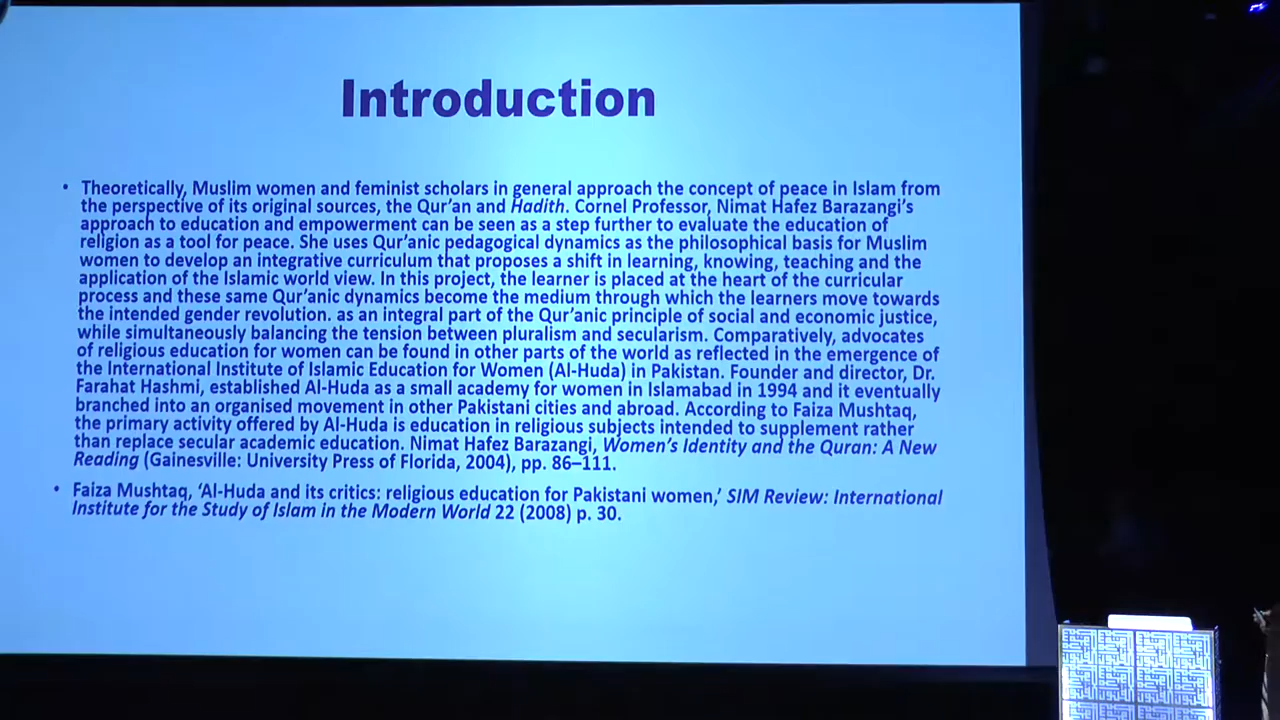 Introduction
• Theoretically, Muslim women and feminist scholars in general approach the concept of peace in Islam from
the perspective of its original sources, the Qur'an and Hadith. Cornel Professor, Nimat Hafez Barazangi's
approach to education and empowerment can be seen as a step further to evaluate the education of
religion as a tool for peace. She uses Qur'anic pedagogical dynamics as the philosophical basis for Muslim
women to develop an integrative curriculum that proposes a shift in learning, knowing, teaching and the
application of the Islamic world view. In this project, the learner is placed at the heart of the curricular
process and these same Qur'anic dynamics become the medium through which the learners move towards
the intended gender revolution. as an integral part of the Qur'anic principle of social and economic justice,
while simultaneously balancing the tension between pluralism and secularism. Comparatively, advocates
of religious education for women can be found in other parts of the world as reflected in the emergence of
the International Institute of Islamic Education for Women (Al-Huda) in Pakistan. Founder and director, Dr.
Farahat Hashmi, established Al-Huda as a small academy for women in Islamabad in 1994 and it eventually
branched into an organised movement in other Pakistani cities and abroad. According to Faiza Mushtaq,
the primary activity offered by Al-Huda is education in religious subjects intended to supplement rather
than replace secular academic education. Nimat Hafez Barazangi, Women's Identity and the Quran: A New
Reading (Gainesville: University Press of Florida, 2004), pp. 86–111.
• Faiza Mushtaq, 'Al-Huda and its critics: religious education for Pakistani women,' SIM Review: International
Institute for the Study of Islam in the Modern World 22 (2008) p. 30.